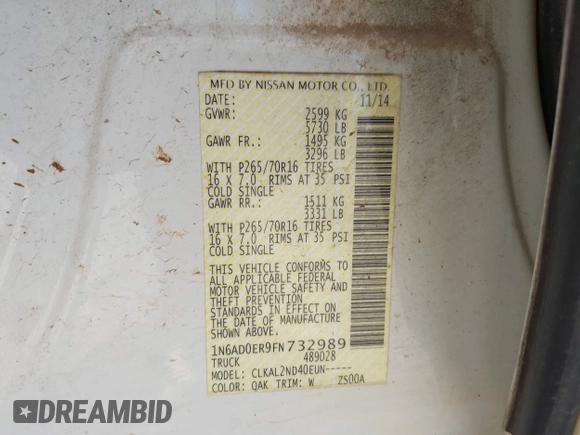 MFD BY NISSAN MOTOR CO., LTD.
DATE: 11/14
GVWR: 2599 KG
5730 LB
GAWR FR.: 1495 KG
3296 LB
WITH P265/70R16 TIRES
16 X 7.0 RIMS AT 35 PSI
COLD SINGLE
GAWR RR.: 1511 KG
3331 LB
WITH P265/70R16 TIRES
16 X 7.0 RIMS AT 35 PSI
COLD SINGLE
THIS VEHICLE CONFORMS TO
ALL APPLICABLE FEDERAL
MOTOR VEHICLE SAFETY AND
THEFT PREVENTION
STANDARDS IN EFFECT ON
THE DATE OF MANUFACTURE
SHOWN ABOVE.
1N6AD0ER9FN732989
TRUCK 489028
MODEL: CLKAL2ND40EUN-----
COLOR: QAK TRIM: W ZS00A
DREAMBID.COM
DREAMBID.COM